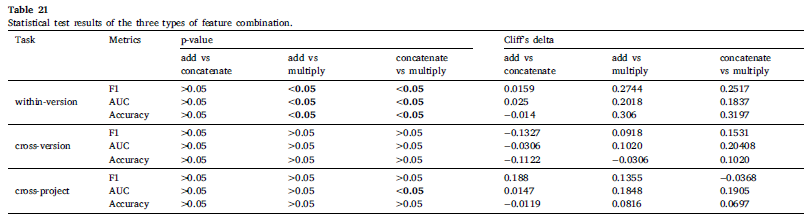 Table 21
Statistical test results of the three types of feature combination.
Task Metrics p-value Cliff's delta
add vs concatenate add vs multiply concatenate vs multiply add vs concatenate add vs multiply concatenate vs multiply
within-version F1 >0.05 <0.05 <0.05 0.0159 0.2744 0.2517
AUC >0.05 <0.05 <0.05 0.025 0.2018 0.1837
Accuracy >0.05 <0.05 <0.05 −0.014 0.306 0.3197
cross-version F1 >0.05 >0.05 >0.05 −0.1327 0.0918 0.1531
AUC >0.05 >0.05 >0.05 −0.0306 0.1020 0.20408
Accuracy >0.05 >0.05 >0.05 −0.1122 −0.0306 0.1020
cross-project F1 >0.05 >0.05 >0.05 0.188 0.1355 −0.0368
AUC >0.05 >0.05 <0.05 0.0147 0.1848 0.1905
Accuracy >0.05 >0.05 >0.05 −0.0119 0.0816 0.0697